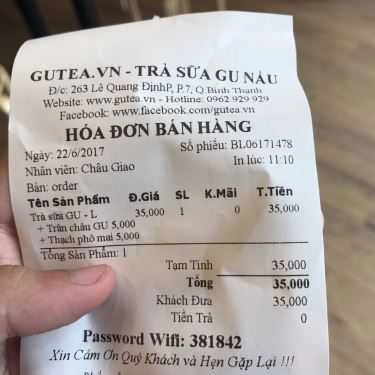 GUTEA.VN - TRÀ SỮA GU NÂU
Đ/c: 263 Lê Quang ĐịnhP, P.7, Q.Bình Thạnh
Website: www.gutea.vn - Hotline: 0962 929 929
Facebook: www.facebook.com/gutea.vn
HÓA ĐƠN BÁN HÀNG
Ngày: 22/6/2017 Số phiếu: BL06171478
Nhân viên: Châu Giao In lúc: 11:10
Bàn: order
Tên Sản Phẩm Đ.Giá SL K.Mãi T.Tiền
Trà sữa GU - L 35,000 1 0 35,000
+ Trân châu GU 5,000
+ Thạch phô mai 5,000
Tổng Sản Phẩm: 1
Tạm Tính 35,000
Tổng 35,000
Khách Đưa 35,000
Tiền Trả 0
Password Wifi: 381842
Xin Cảm Ơn Quý Khách và Hẹn Gặp Lại !!!